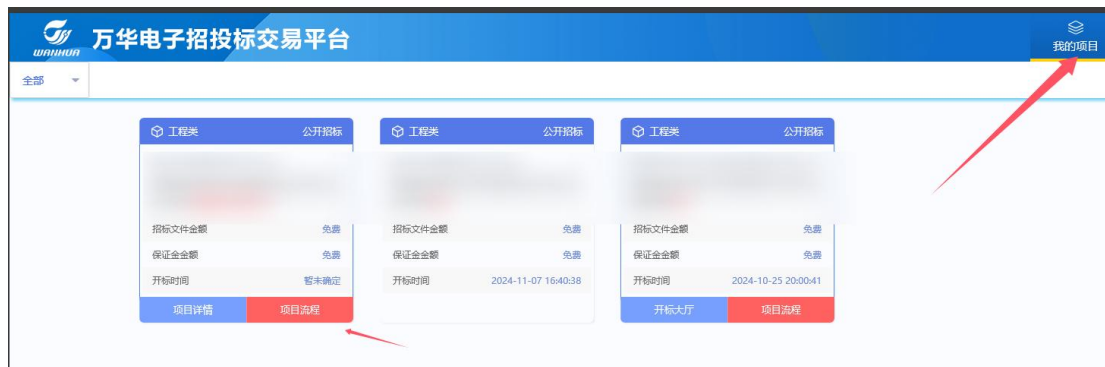 WANHUA 万华电子招投标交易平台
我的项目
全部
工程类 公开招标
招标文件金额 免费
保证金金额 免费
开标时间 暂未确定
项目详情 项目流程
工程类 公开招标
招标文件金额 免费
保证金金额 免费
开标时间 2024-11-07 16:40:38
工程类 公开招标
招标文件金额 免费
保证金金额 免费
开标时间 2024-10-25 20:00:41
开标大厅 项目流程